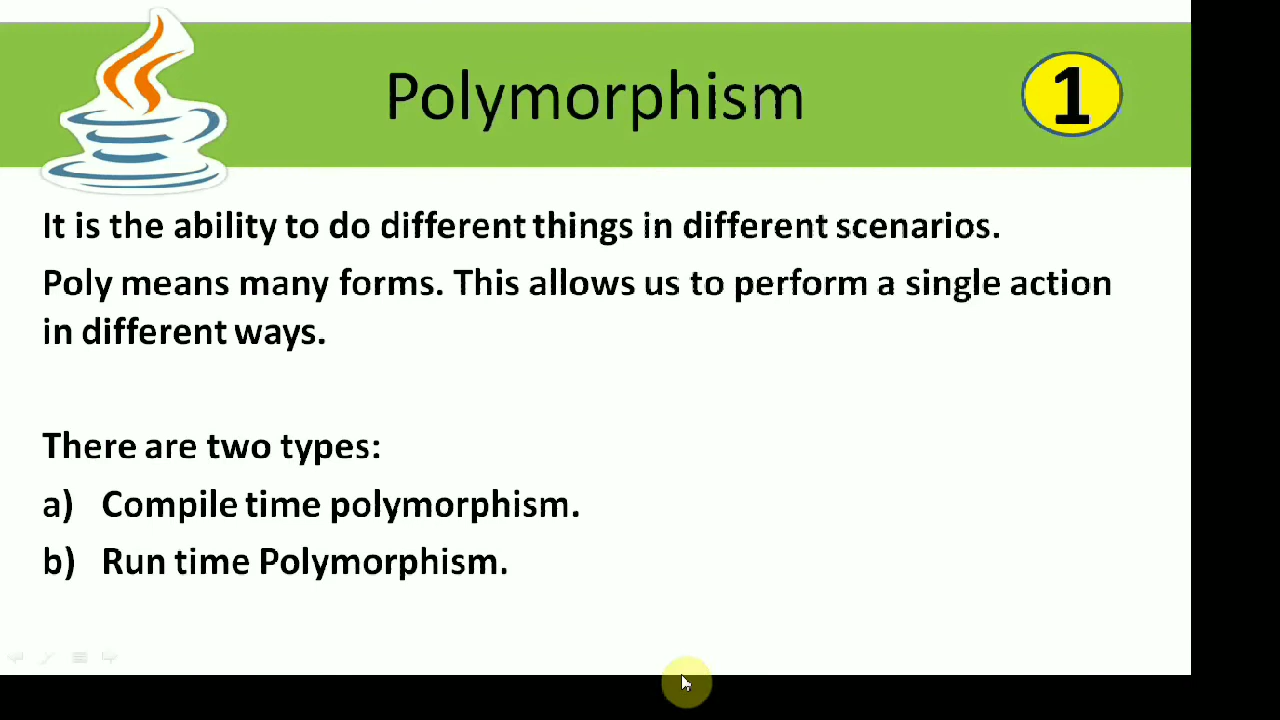 Polymorphism
1
It is the ability to do different things in different scenarios.
Poly means many forms. This allows us to perform a single action
in different ways.
There are two types:
a) Compile time polymorphism.
b) Run time Polymorphism.